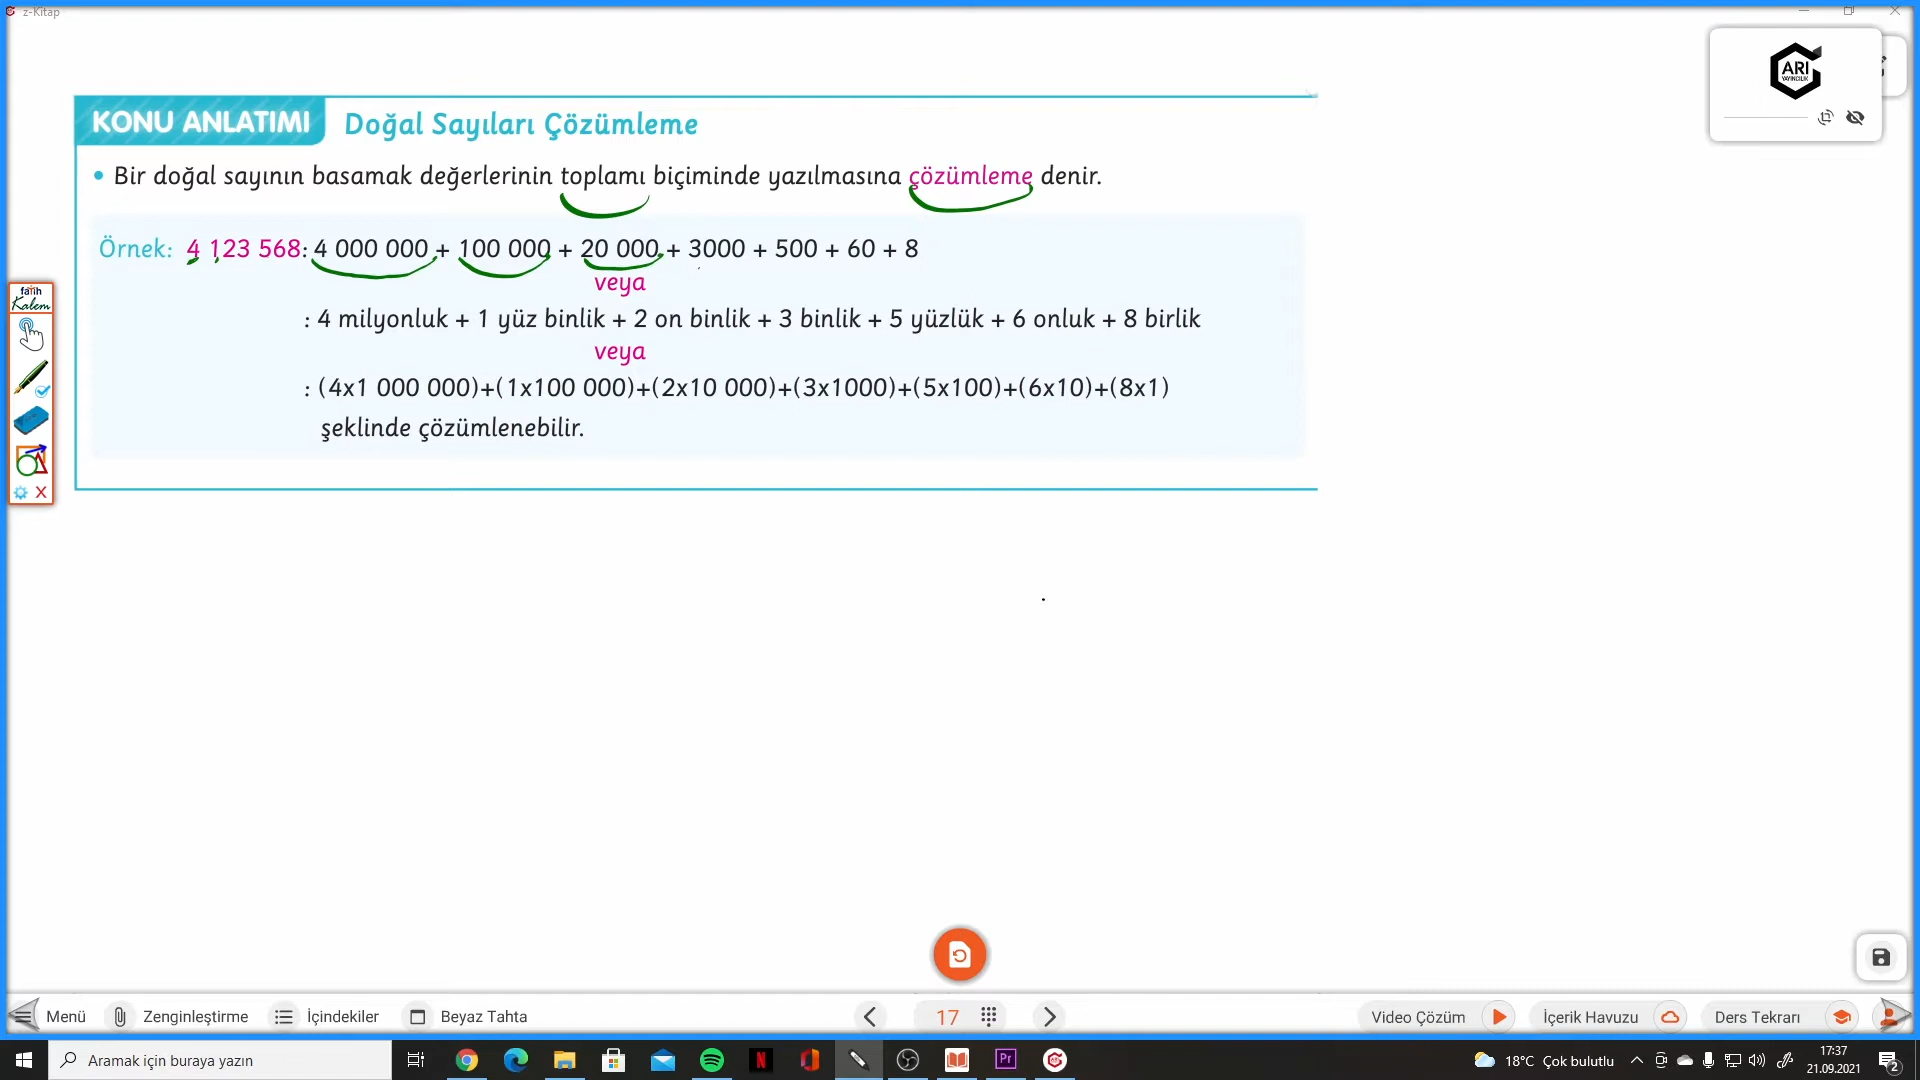 z-Kitap
ARI
YAYINCILIK
KONU ANLATIMI
Doğal Sayıları Çözümleme
• Bir doğal sayının basamak değerlerinin toplamı biçiminde yazılmasına çözümleme denir.
Örnek: 4 123 568: 4 000 000 + 100 000 + 20 000 + 3000 + 500 + 60 + 8
veya
: 4 milyonluk + 1 yüz binlik + 2 on binlik + 3 binlik + 5 yüzlük + 6 onluk + 8 birlik
veya
: (4x1 000 000)+(1x100 000)+(2x10 000)+(3x1000)+(5x100)+(6x10)+(8x1)
şeklinde çözümlenebilir.
fatih
Kalem
X
Menü Zenginleştirme İçindekiler Beyaz Tahta 17 Video Çözüm İçerik Havuzu Ders Tekrarı
Aramak için buraya yazın
N
Pr
18°C Çok bulutlu
17:37
21.09.2021
2